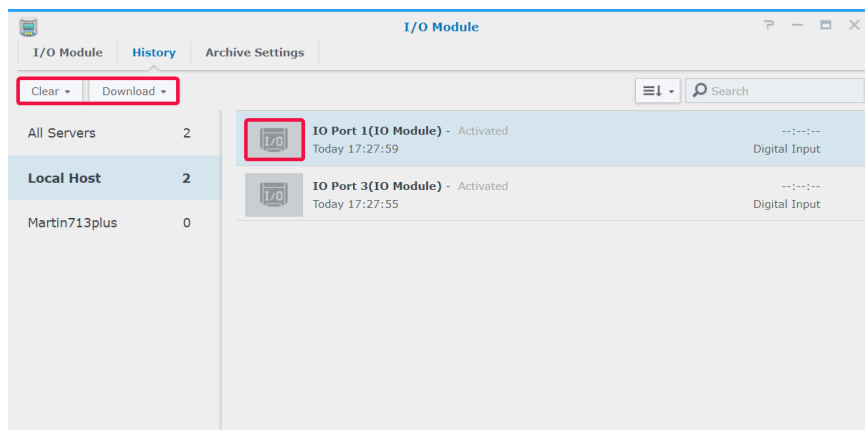 I/O Module
I/O Module History Archive Settings
Clear Download Search
All Servers 2
Local Host 2
Martin713plus 0
I/O IO Port 1(IO Module) - Activated --:--:--
Today 17:27:59 Digital Input
I/O IO Port 3(IO Module) - Activated --:--:--
Today 17:27:55 Digital Input